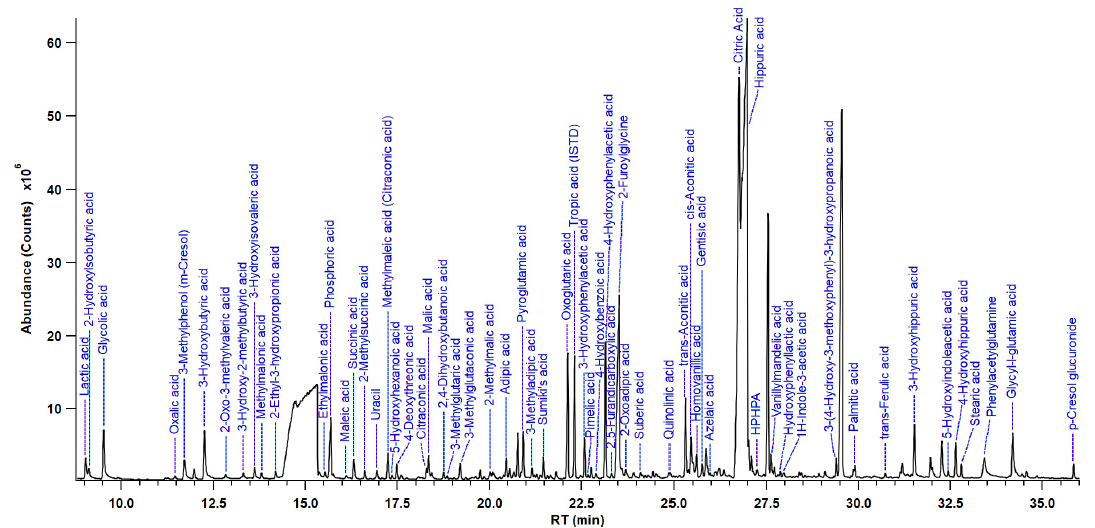 Abundance (Counts) x10⁶
60
50
40
30
20
10
Lactic acid
2-Hydroxyisobutyric acid
Glycolic acid
Oxalic acid
3-Methylphenol (m-Cresol)
3-Hydroxybutyric acid
2-Oxo-3-methylvaleric acid
3-Hydroxy-2-methylbutyric acid
3-Hydroxyisovaleric acid
Methylmalonic acid
2-Ethyl-3-hydroxypropionic acid
Ethylmalonic acid
Phosphoric acid
Maleic acid
Succinic acid
2-Methylsuccinic acid
Uracil
Methylmaleic acid (Citraconic acid)
5-Hydroxyhexanoic acid
4-Deoxythreonic acid
Citraconic acid
Malic acid
2,4-Dihydroxybutanoic acid
3-Methylglutaric acid
3-Methylglutaconic acid
2-Methylmalic acid
Adipic acid
Pyroglutamic acid
3-Methyladipic acid
Sumiki's acid
Oxoglutaric acid
Tropic acid (ISTD)
3-Hydroxyphenylacetic acid
Pimelic acid
4-Hydroxybenzoic acid
4-Hydroxyphenylacetic acid
2,5-Furandicarboxylic acid
2-Furoylglycine
2-Oxoadipic acid
Suberic acid
Quinolinic acid
trans-Aconitic acid
cis-Aconitic acid
Homovanillic acid
Gentisic acid
Azelaic acid
Citric Acid
Hippuric acid
HPHPA
Vanilylmandelic acid
Hydroxyphenyllactic acid
1H-Indole-3-acetic acid
3-(4-Hydroxy-3-methoxyphenyl)-3-hydroxypropanoic acid
Palmitic acid
trans-Ferulic acid
3-Hydroxyhippuric acid
5-Hydroxyindoleacetic acid
4-Hydroxyhippuric acid
Stearic acid
Phenylacetylglutamine
Glycyl-l-glutamic acid
p-Cresol glucuronide
10.0 12.5 15.0 17.5 20.0 22.5 25.0 27.5 30.0 32.5 35.0
RT (min)